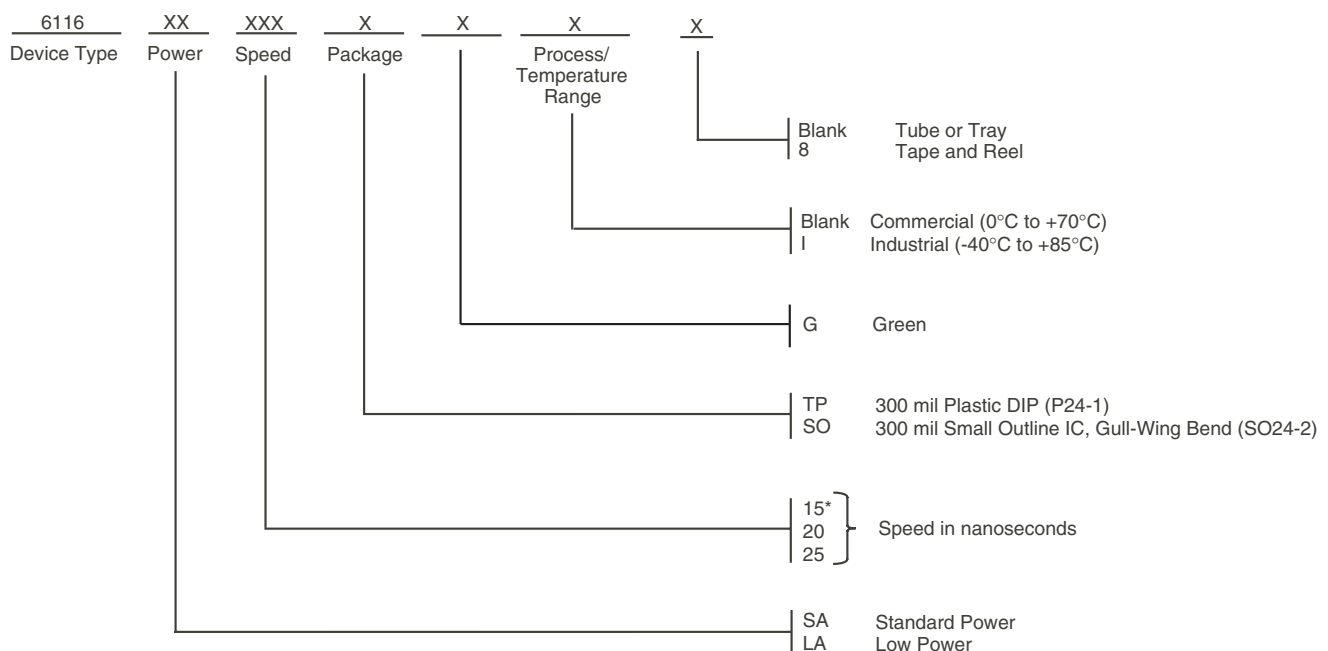 6116 XX XXX X X X X
Device Type Power Speed Package Process/
Temperature
Range
Blank Tube or Tray
8 Tape and Reel
Blank Commercial (0°C to +70°C)
I Industrial (-40°C to +85°C)
G Green
TP 300 mil Plastic DIP (P24-1)
SO 300 mil Small Outline IC, Gull-Wing Bend (SO24-2)
15*
20 Speed in nanoseconds
25
SA Standard Power
LA Low Power